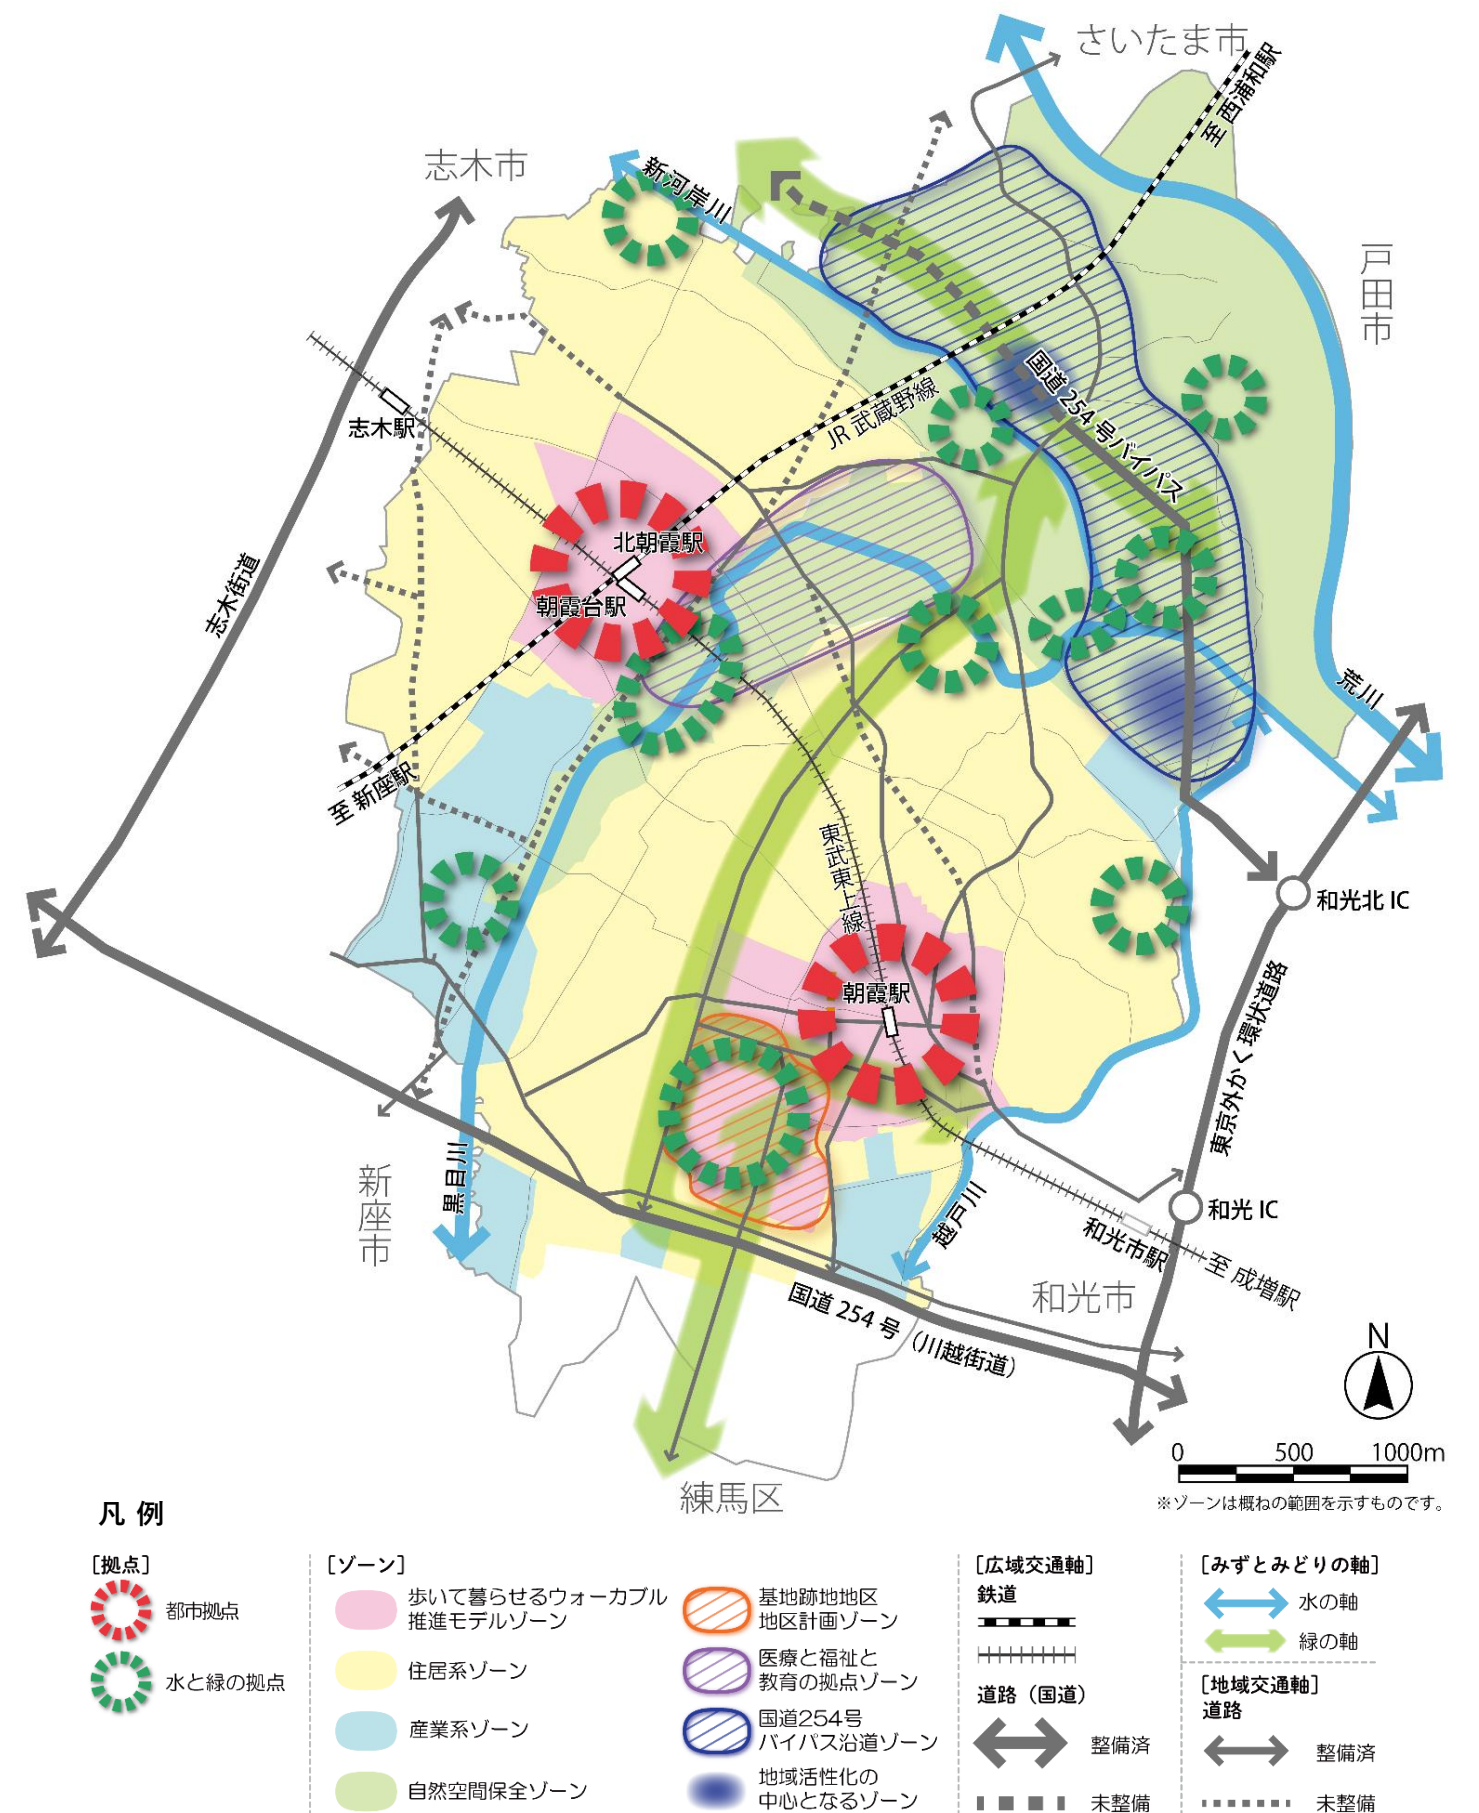 さいたま市
至 西浦和駅
志木市
新河岸川
戸田市
国道 254 号バイパス
JR 武蔵野線
志木駅
北朝霞駅
朝霞台駅
志木街道
荒川
至 新座駅
東武東上線
和光北 IC
朝霞駅
東京外かく環状道路
黒目川
新座市
越戸川
和光 IC
和光市駅
至 成増駅
和光市
国道 254 号（川越街道）
練馬区
N
0 500 1000m
※ゾーンは概ねの範囲を示すものです。
凡 例
［拠点］
都市拠点
水と緑の拠点
［ゾーン］
歩いて暮らせるウォーカブル
推進モデルゾーン
住居系ゾーン
産業系ゾーン
自然空間保全ゾーン
基地跡地地区
地区計画ゾーン
医療と福祉と
教育の拠点ゾーン
国道254号
バイパス沿道ゾーン
地域活性化の
中心となるゾーン
［広域交通軸］
鉄道
道路（国道）
整備済
未整備
［みずとみどりの軸］
水の軸
緑の軸
［地域交通軸］
道路
整備済
未整備